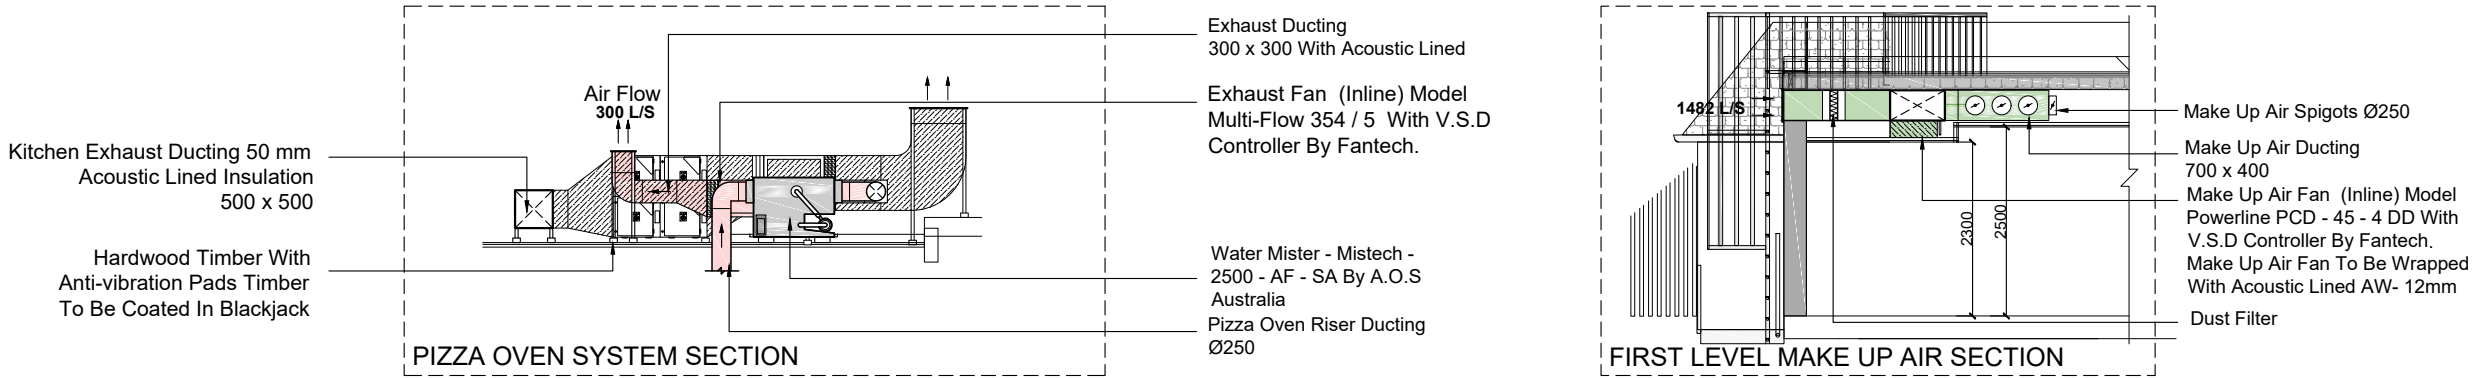 Exhaust Ducting
300 x 300 With Acoustic Lined
Air Flow
300 L/S
Exhaust Fan (Inline) Model
Multi-Flow 354 / 5 With V.S.D
Controller By Fantech.
Kitchen Exhaust Ducting 50 mm
Acoustic Lined Insulation
500 x 500
Hardwood Timber With
Anti-vibration Pads Timber
To Be Coated In Blackjack
Water Mister - Mistech -
2500 - AF - SA By A.O.S
Australia
Pizza Oven Riser Ducting
Ø250
PIZZA OVEN SYSTEM SECTION
1482 L/S
Make Up Air Spigots Ø250
Make Up Air Ducting
700 x 400
Make Up Air Fan (Inline) Model
Powerline PCD - 45 - 4 DD With
V.S.D Controller By Fantech.
Make Up Air Fan To Be Wrapped
With Acoustic Lined AW- 12mm
Dust Filter
2300
2500
FIRST LEVEL MAKE UP AIR SECTION